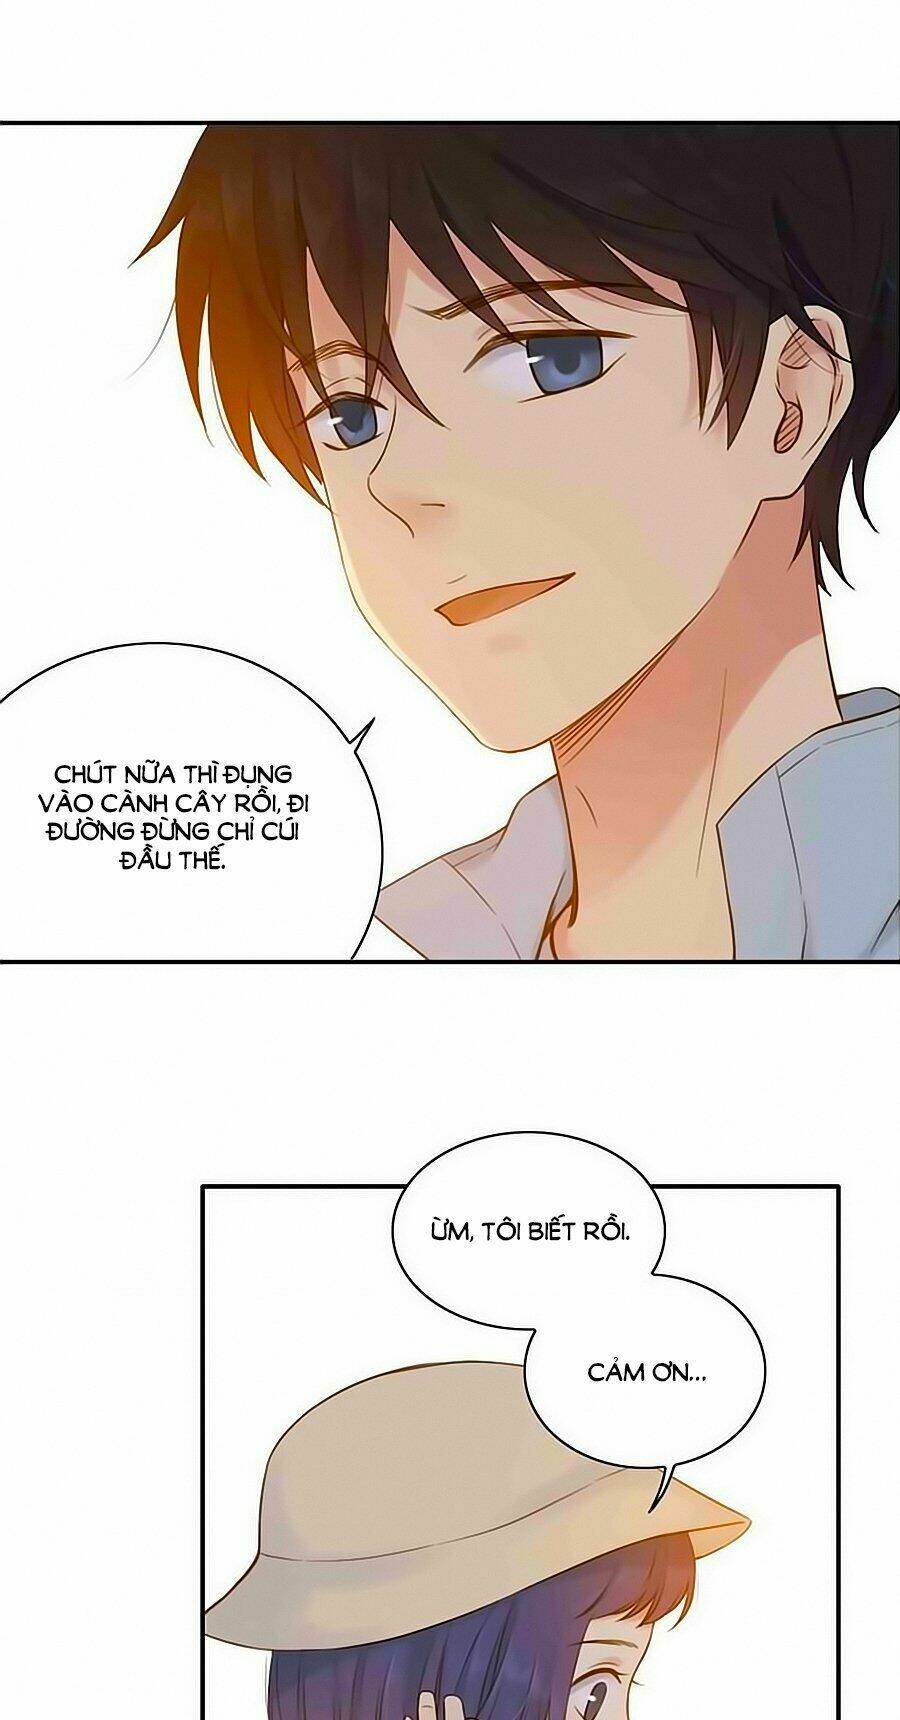 CHÚT NỮA THÌ ĐỤNG
VÀO CÀNH CÂY RỒI, ĐI
ĐƯỜNG ĐỪNG CHỈ CÚI
ĐẦU THẾ.
ỪM, TÔI BIẾT RỒI.
CẢM ƠN...